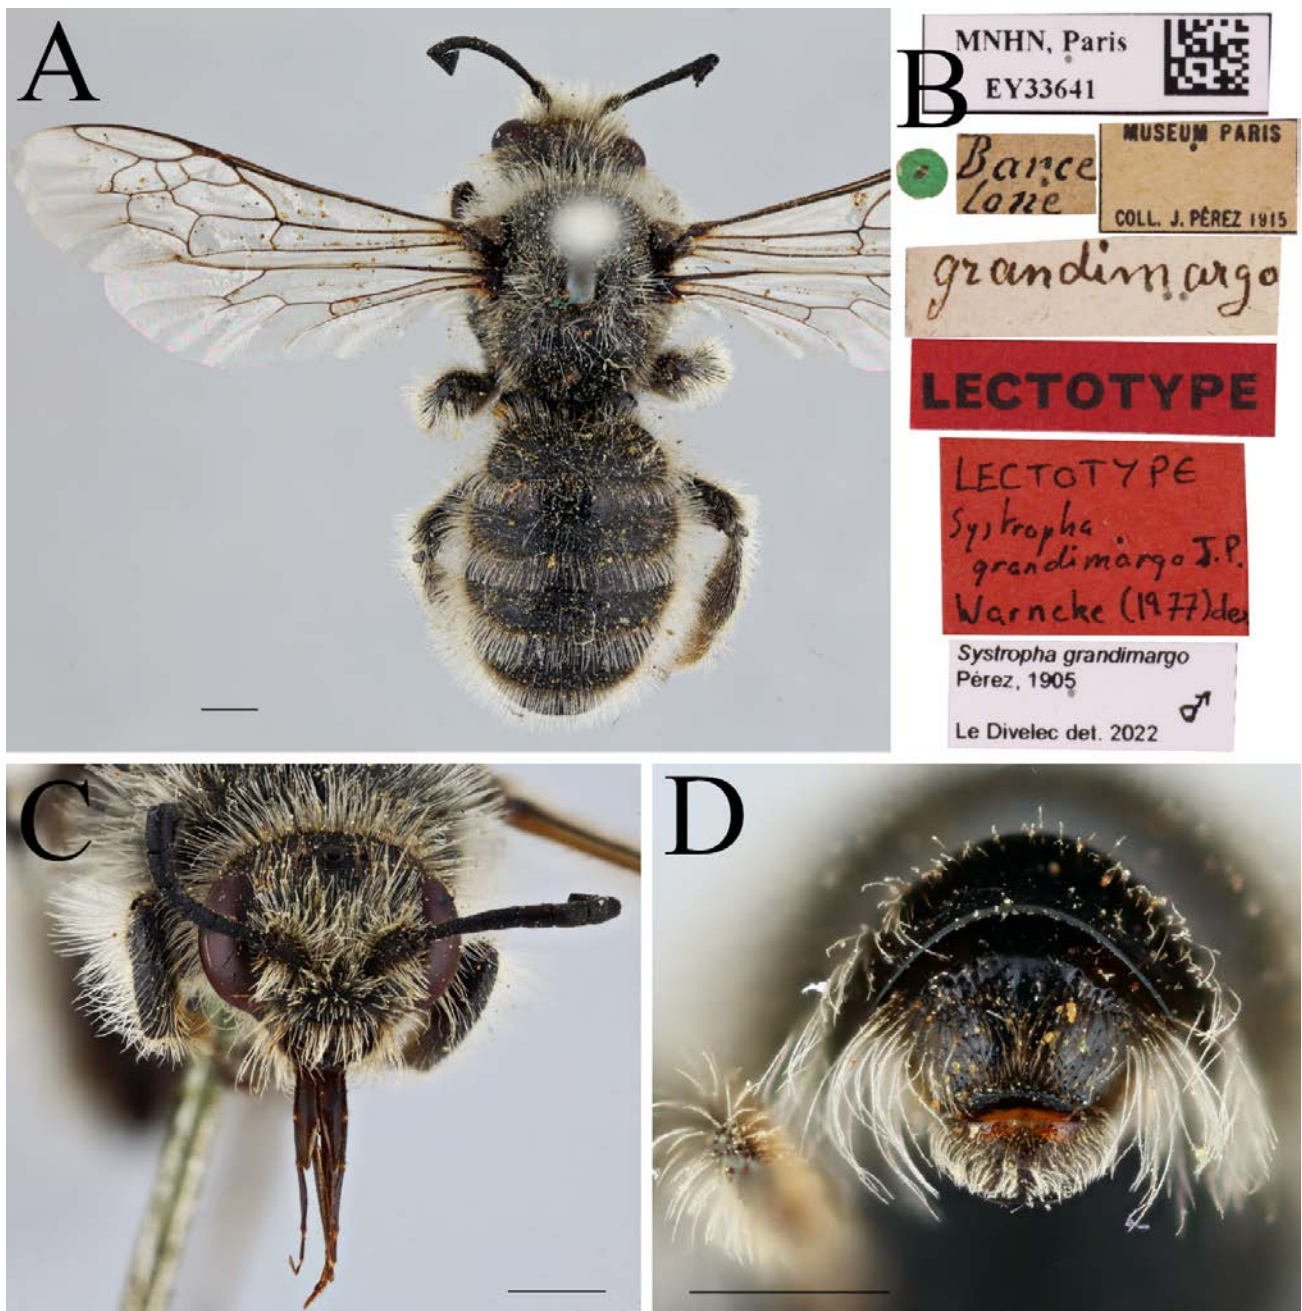 A
B
MNHN, Paris
EY33641
Barce
lone
MUSEUM PARIS
COLL. J. PÉREZ 1915
grandimargo
LECTOTYPE
LECTOTYPE
Systropha
grandimargo J.P.
Warncke (1977) des
Systropha grandimargo
Pérez, 1905
♂
Le Divelec det. 2022
C
D